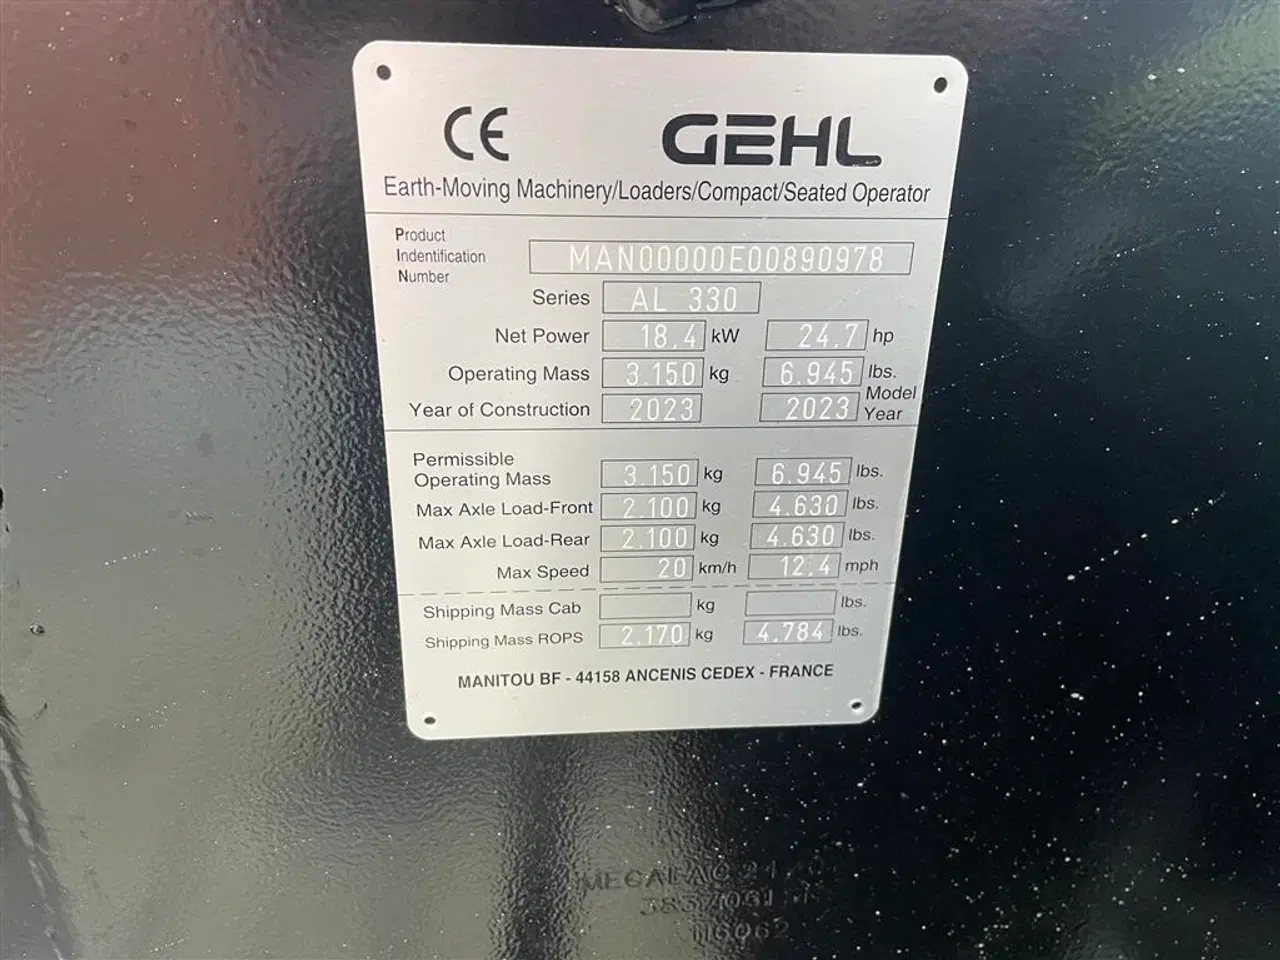 CE GEHL
Earth-Moving Machinery/Loaders/Compact/Seated Operator
Product
Indentification
Number
MAN00000E00890978
Series AL 330
Net Power 18.4 kW 24.7 hp
Operating Mass 3.150 kg 6.945 lbs.
Year of Construction 2023 2023 Model Year
Permissible
Operating Mass 3.150 kg 6.945 lbs.
Max Axle Load-Front 2.100 kg 4.630 lbs.
Max Axle Load-Rear 2.100 kg 4.630 lbs.
Max Speed 20 km/h 12.4 mph
Shipping Mass Cab kg lbs.
Shipping Mass ROPS 2.170 kg 4.784 lbs.
MANITOU BF - 44158 ANCENIS CEDEX - FRANCE